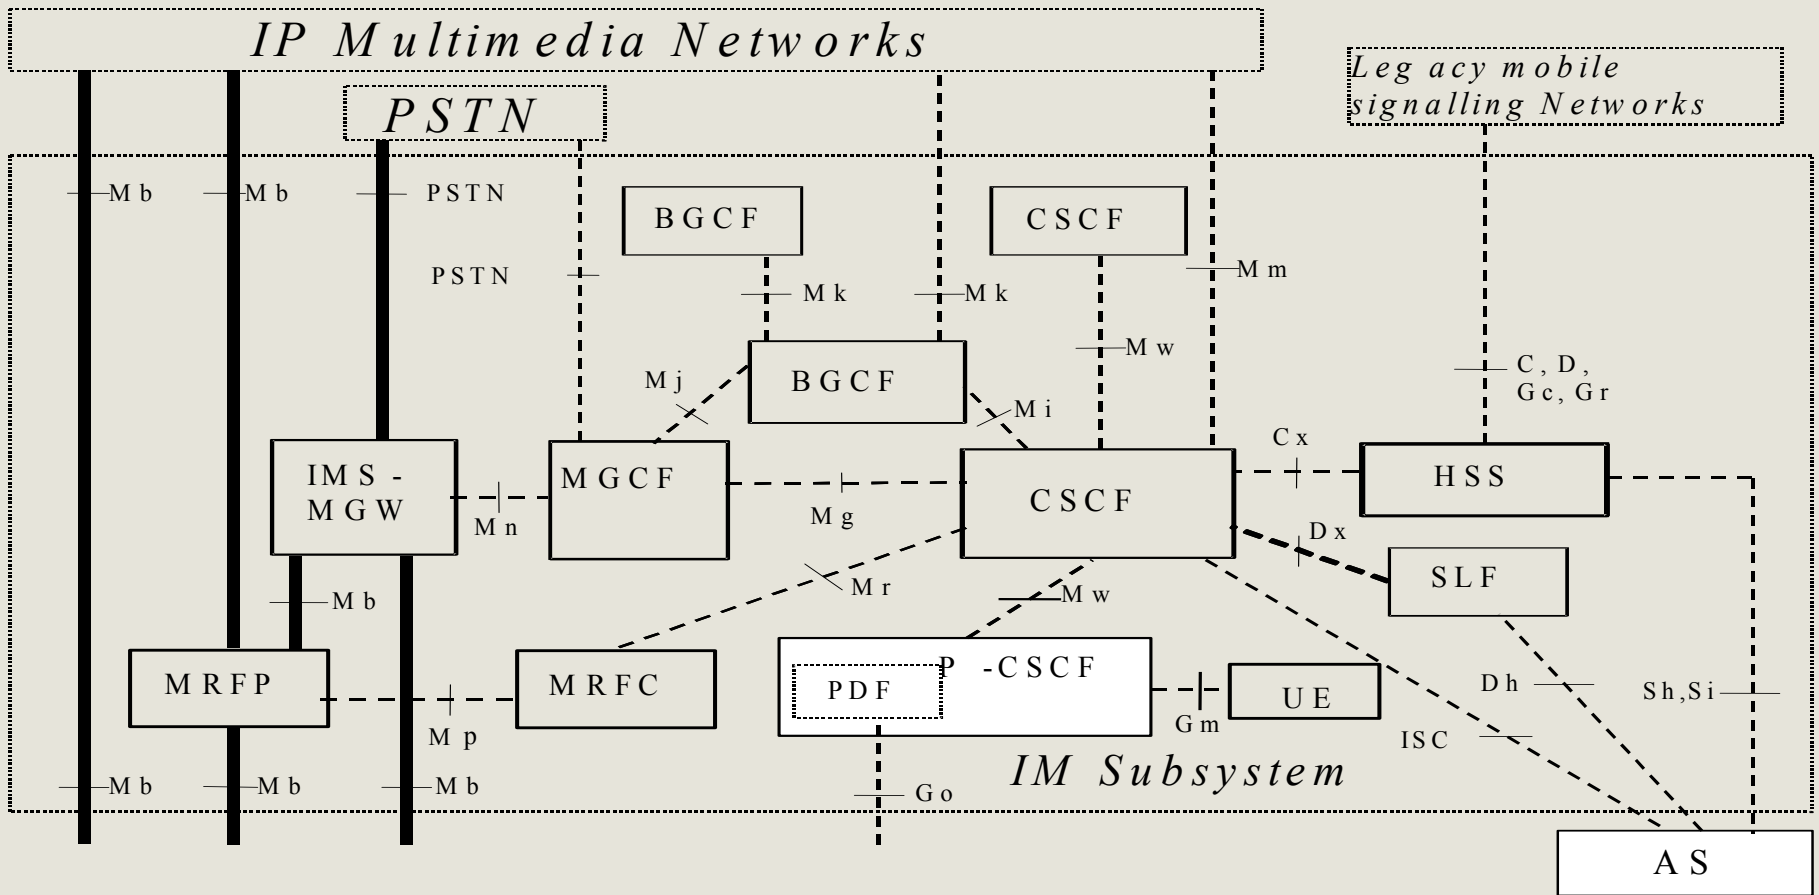 IP Multimedia Networks
Legacy mobile
signalling Networks
PSTN
Mb
Mb
PSTN
BGCF
CSCF
PSTN
Mm
Mk
Mk
Mw
C, D,
Gc, Gr
Mj
BGCF
Mi
Cx
IMS -
MGW
MGCF
HSS
CSCF
Mn
Mg
Dx
SLF
Mr
Mw
Mb
MRFP
MRFC
P -CSCF
PDF
UE
Dh
Sh,Si
Gm
Mp
ISC
IM Subsystem
Mb
Mb
Mb
Go
AS